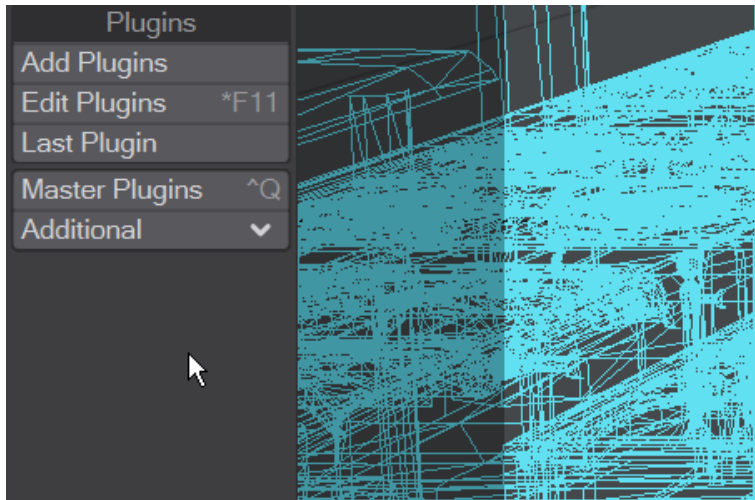 Plugins
Add Plugins
Edit Plugins *F11
Last Plugin
Master Plugins ^Q
Additional